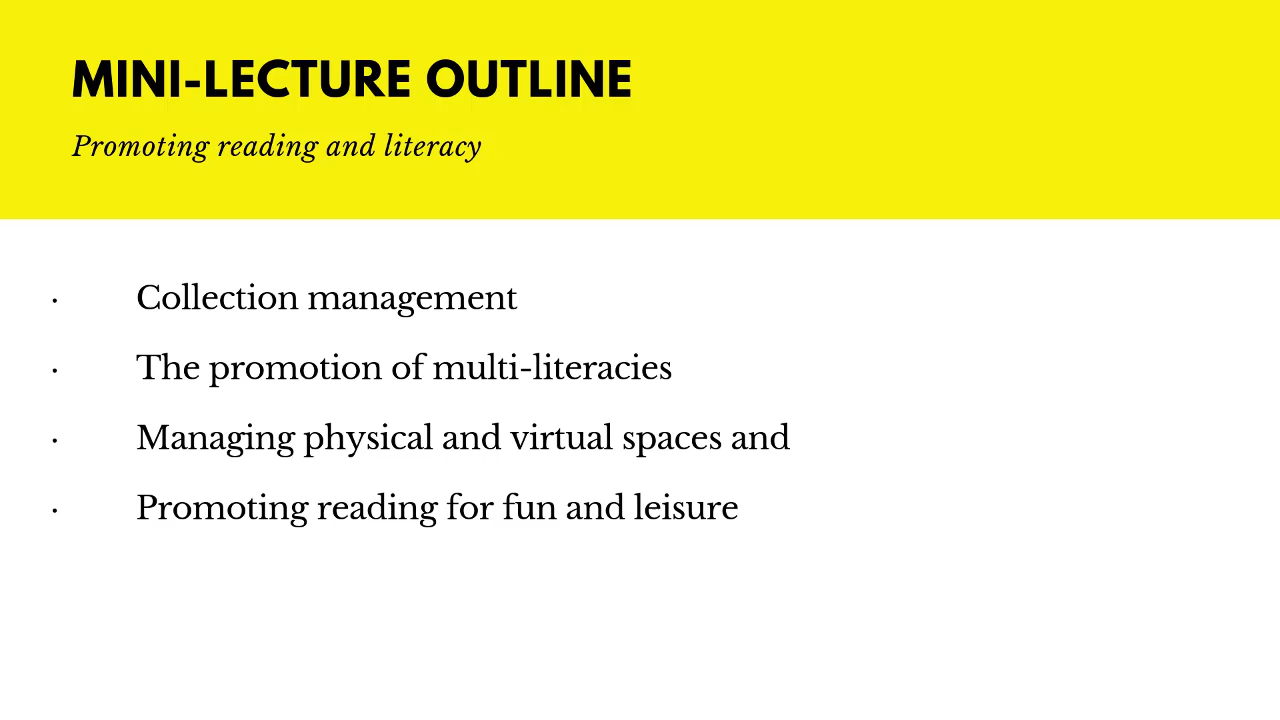 MINI-LECTURE OUTLINE
Promoting reading and literacy
· Collection management
· The promotion of multi-literacies
· Managing physical and virtual spaces and
· Promoting reading for fun and leisure